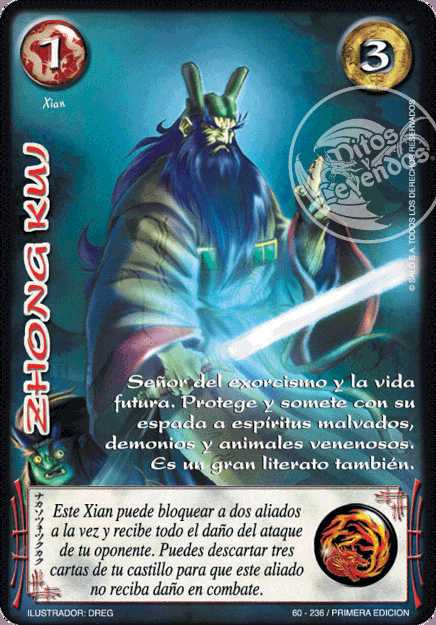 1
3
Xian
Mitos
y
Leyendas
© SALO S.A. TODOS LOS DERECHOS RESERVADOS
ZHONG KUI
Señor del exorcismo y la vida
futura. Protege y somete con su
espada a espíritus malvados,
demonios y animales venenosos.
Es un gran literato también.
Este Xian puede bloquear a dos aliados
a la vez y recibe todo el daño del ataque
de tu oponente. Puedes descartar tres
cartas de tu castillo para que este aliado
no reciba daño en combate.
ILUSTRADOR: DREG
60 - 236 / PRIMERA EDICION